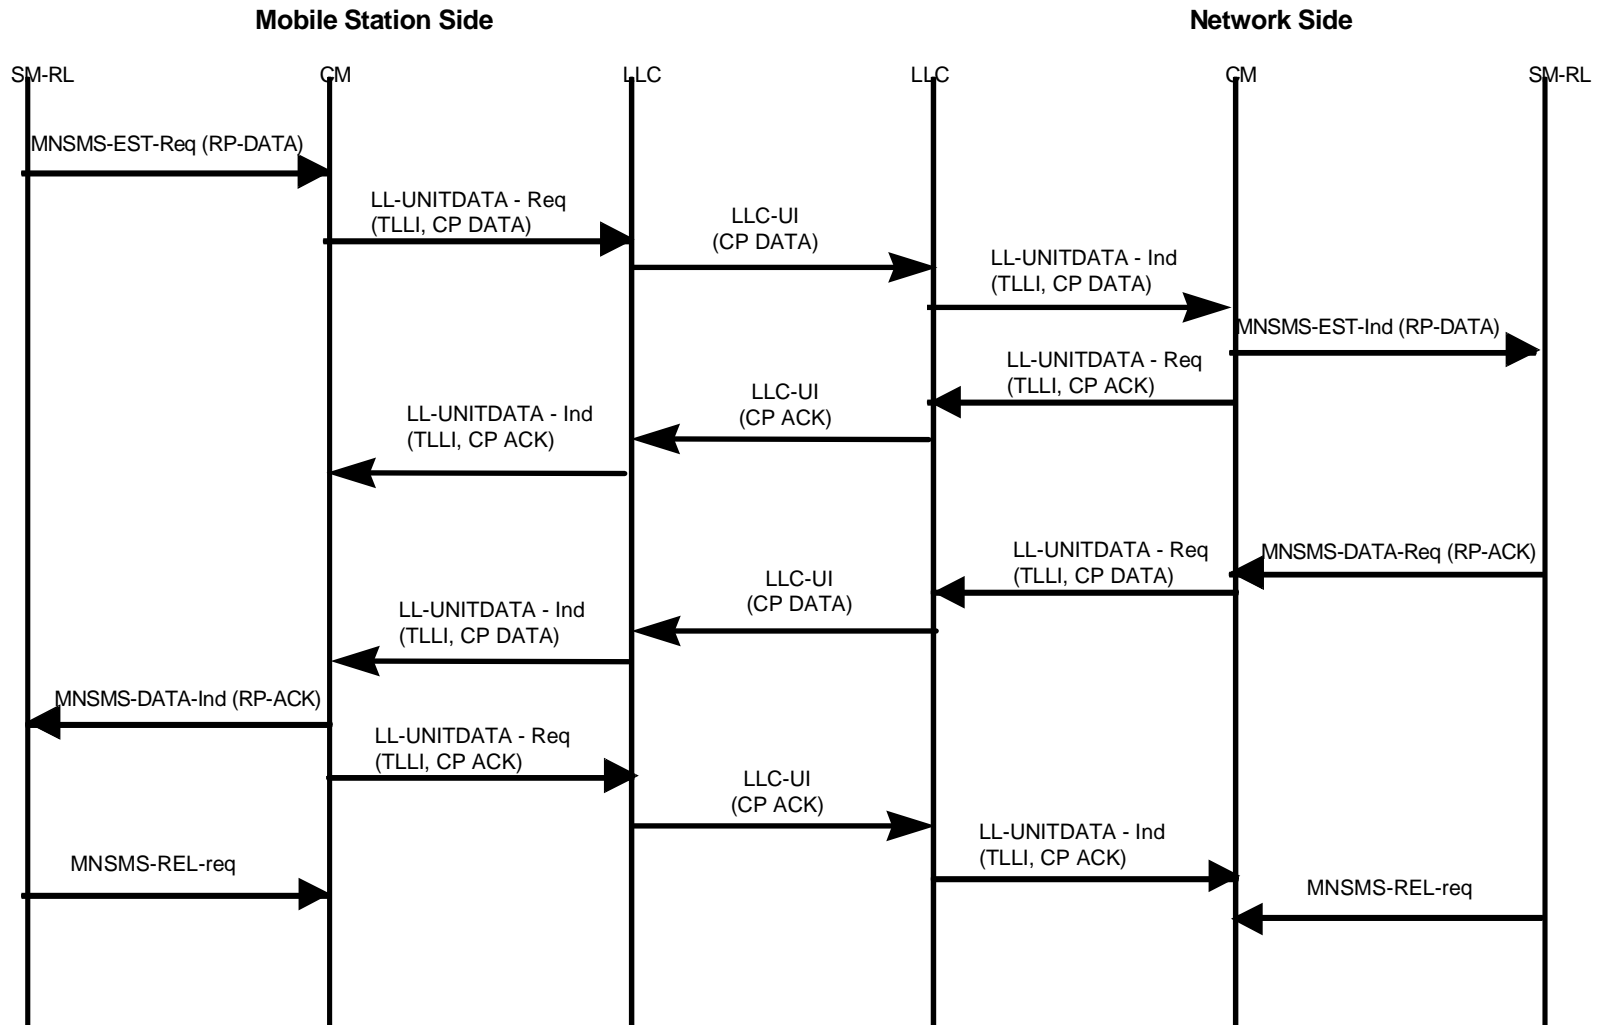 Mobile Station Side
Network Side
SM-RL
CM
LLC
LLC
CM
SM-RL
MNSMS-EST-Req (RP-DATA)
LL-UNITDATA - Req
(TLLI, CP DATA)
LLC-UI
(CP DATA)
LL-UNITDATA - Ind
(TLLI, CP DATA)
MNSMS-EST-Ind (RP-DATA)
LL-UNITDATA - Req
(TLLI, CP ACK)
LLC-UI
(CP ACK)
LL-UNITDATA - Ind
(TLLI, CP ACK)
MNSMS-DATA-Req (RP-ACK)
LL-UNITDATA - Req
(TLLI, CP DATA)
LLC-UI
(CP DATA)
LL-UNITDATA - Ind
(TLLI, CP DATA)
MNSMS-DATA-Ind (RP-ACK)
LL-UNITDATA - Req
(TLLI, CP ACK)
LLC-UI
(CP ACK)
LL-UNITDATA - Ind
(TLLI, CP ACK)
MNSMS-REL-req
MNSMS-REL-req